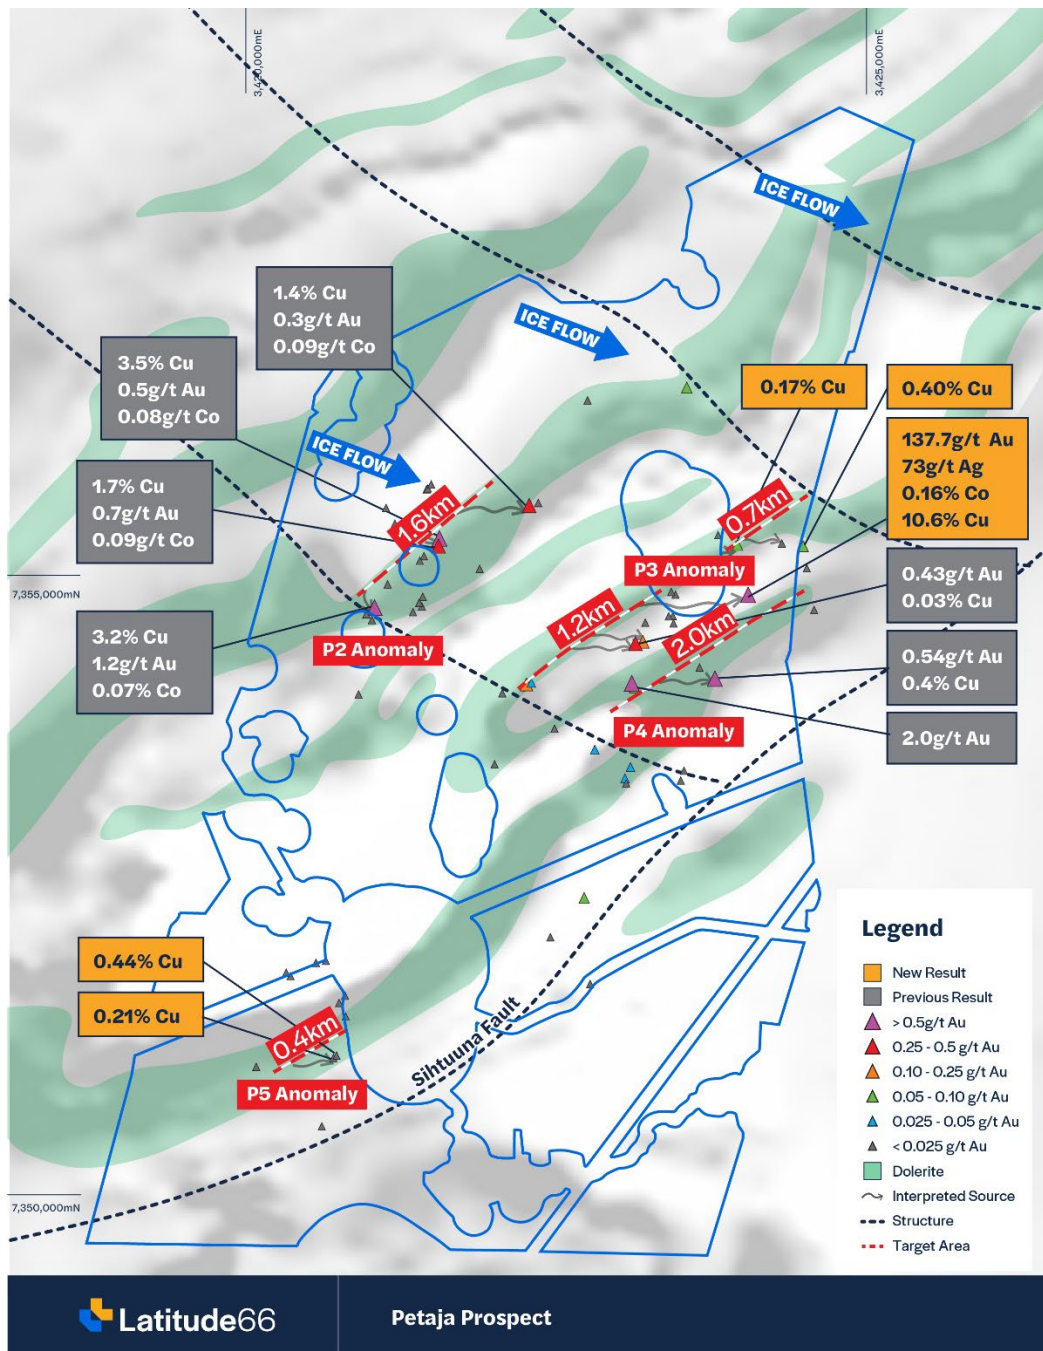 3,420,000mE
3,425,000mE
ICE FLOW
1.4% Cu
0.3g/t Au
0.09g/t Co
ICE FLOW
3.5% Cu
0.5g/t Au
0.08g/t Co
0.17% Cu
0.40% Cu
ICE FLOW
137.7g/t Au
73g/t Ag
0.16% Co
10.6% Cu
1.7% Cu
0.7g/t Au
0.09g/t Co
1.6km
0.7km
P3 Anomaly
7,355,000mN
0.43g/t Au
0.03% Cu
1.2km
2.0km
3.2% Cu
1.2g/t Au
0.07% Co
P2 Anomaly
0.54g/t Au
0.4% Cu
P4 Anomaly
2.0g/t Au
0.44% Cu
0.21% Cu
0.4km
P5 Anomaly
Sihtuuna Fault
7,350,000mN
Legend
New Result
Previous Result
> 0.5g/t Au
0.25 - 0.5 g/t Au
0.10 - 0.25 g/t Au
0.05 - 0.10 g/t Au
0.025 - 0.05 g/t Au
< 0.025 g/t Au
Dolerite
Interpreted Source
Structure
Target Area
Latitude66
Petaja Prospect